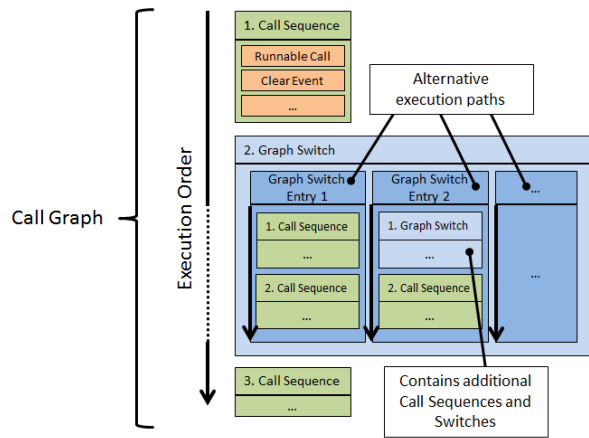 1. Call Sequence
Runnable Call
Clear Event
...
Alternative
execution paths
2. Graph Switch
Graph Switch
Entry 1
Graph Switch
Entry 2
...
1. Call Sequence
...
2. Call Sequence
...
1. Graph Switch
...
2. Call Sequence
...
...
Call Graph
Execution Order
3. Call Sequence
...
Contains additional
Call Sequences and
Switches